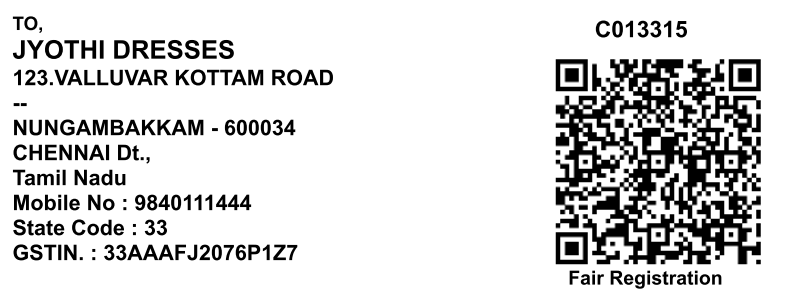 TO,
JYOTHI DRESSES
123.VALLUVAR KOTTAM ROAD
--
NUNGAMBAKKAM - 600034
CHENNAI Dt.,
Tamil Nadu
Mobile No : 9840111444
State Code : 33
GSTIN. : 33AAAFJ2076P1Z7
C013315
Fair Registration